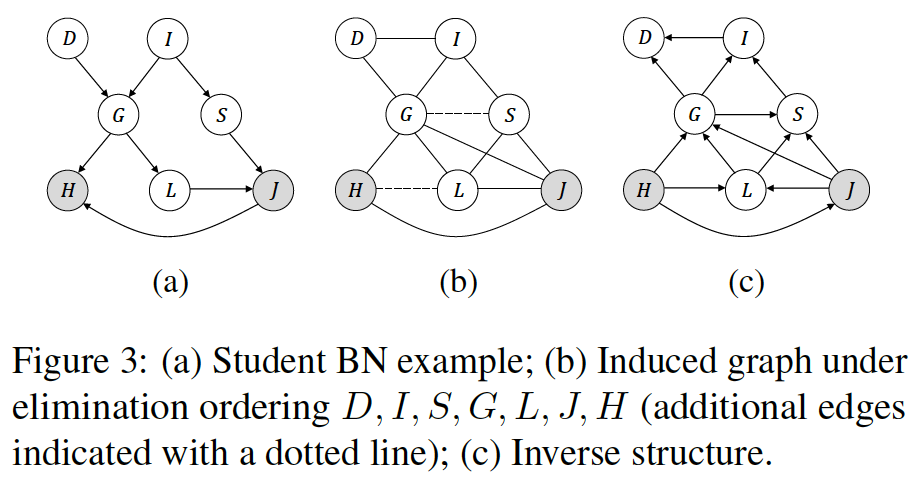 D I D I D I
G S G S G S
H L J H L J H L J
(a) (b) (c)
Figure 3: (a) Student BN example; (b) Induced graph under
elimination ordering D, I, S, G, L, J, H (additional edges
indicated with a dotted line); (c) Inverse structure.